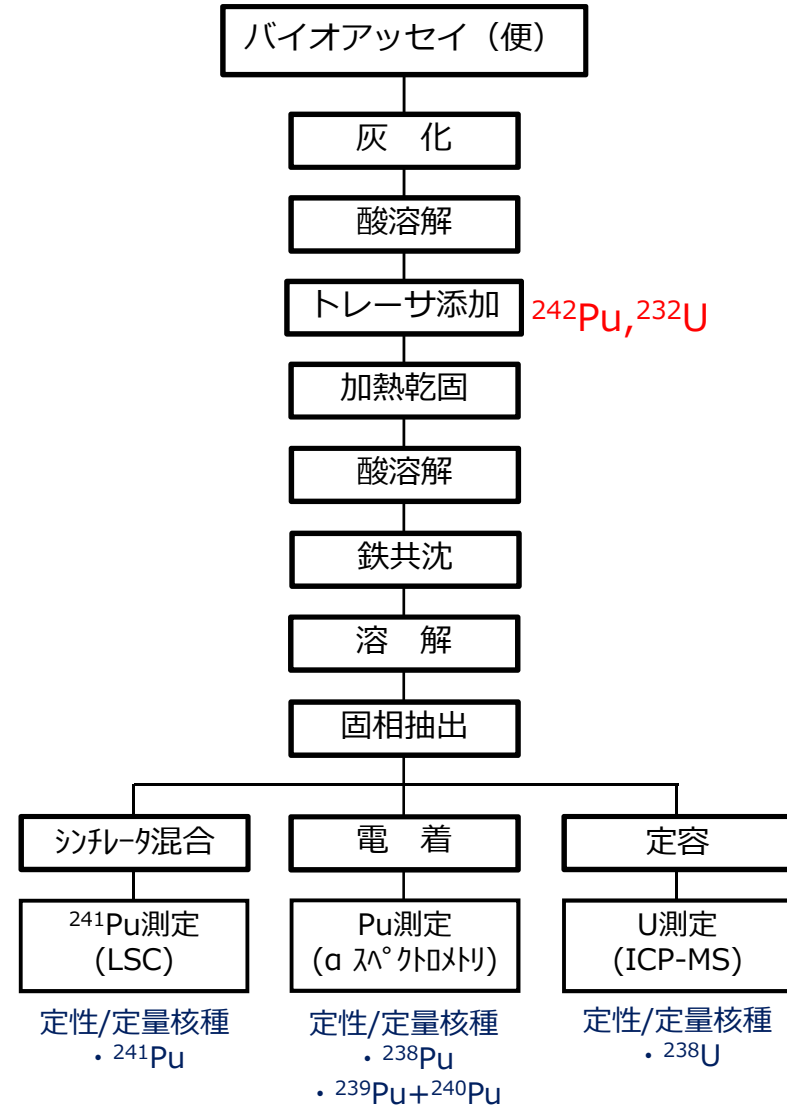 バイオアッセイ（便）
灰　化
酸溶解
トレーサ添加
²⁴²Pu,²³²U
加熱乾固
酸溶解
鉄共沈
溶　解
固相抽出
ｼﾝﾁﾚｰﾀ混合
電　着
定容
²⁴¹Pu測定
(LSC)
Pu測定
(α ｽﾍﾟｸﾄﾛﾒﾄﾘ)
U測定
(ICP-MS)
定性/定量核種
・²⁴¹Pu
定性/定量核種
・²³⁸Pu
・²³⁹Pu+²⁴⁰Pu
定性/定量核種
・²³⁸U